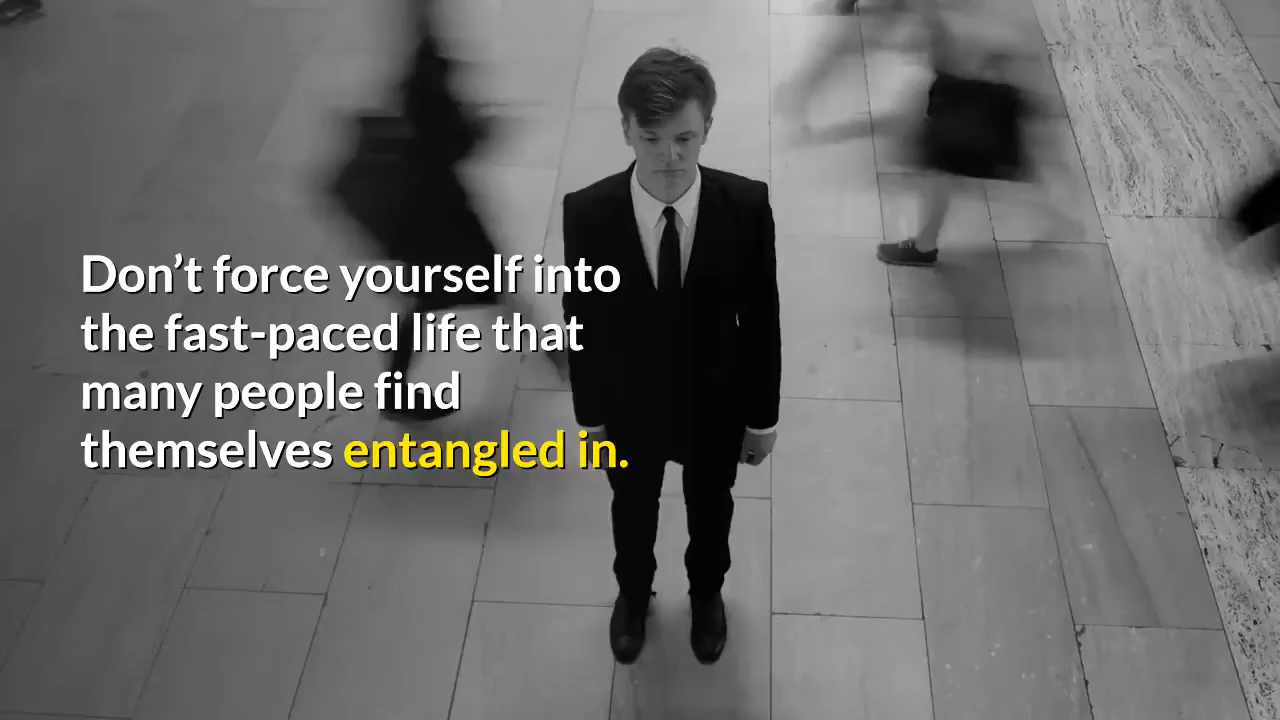 Don’t force yourself into
the fast-paced life that
many people find
themselves entangled in.